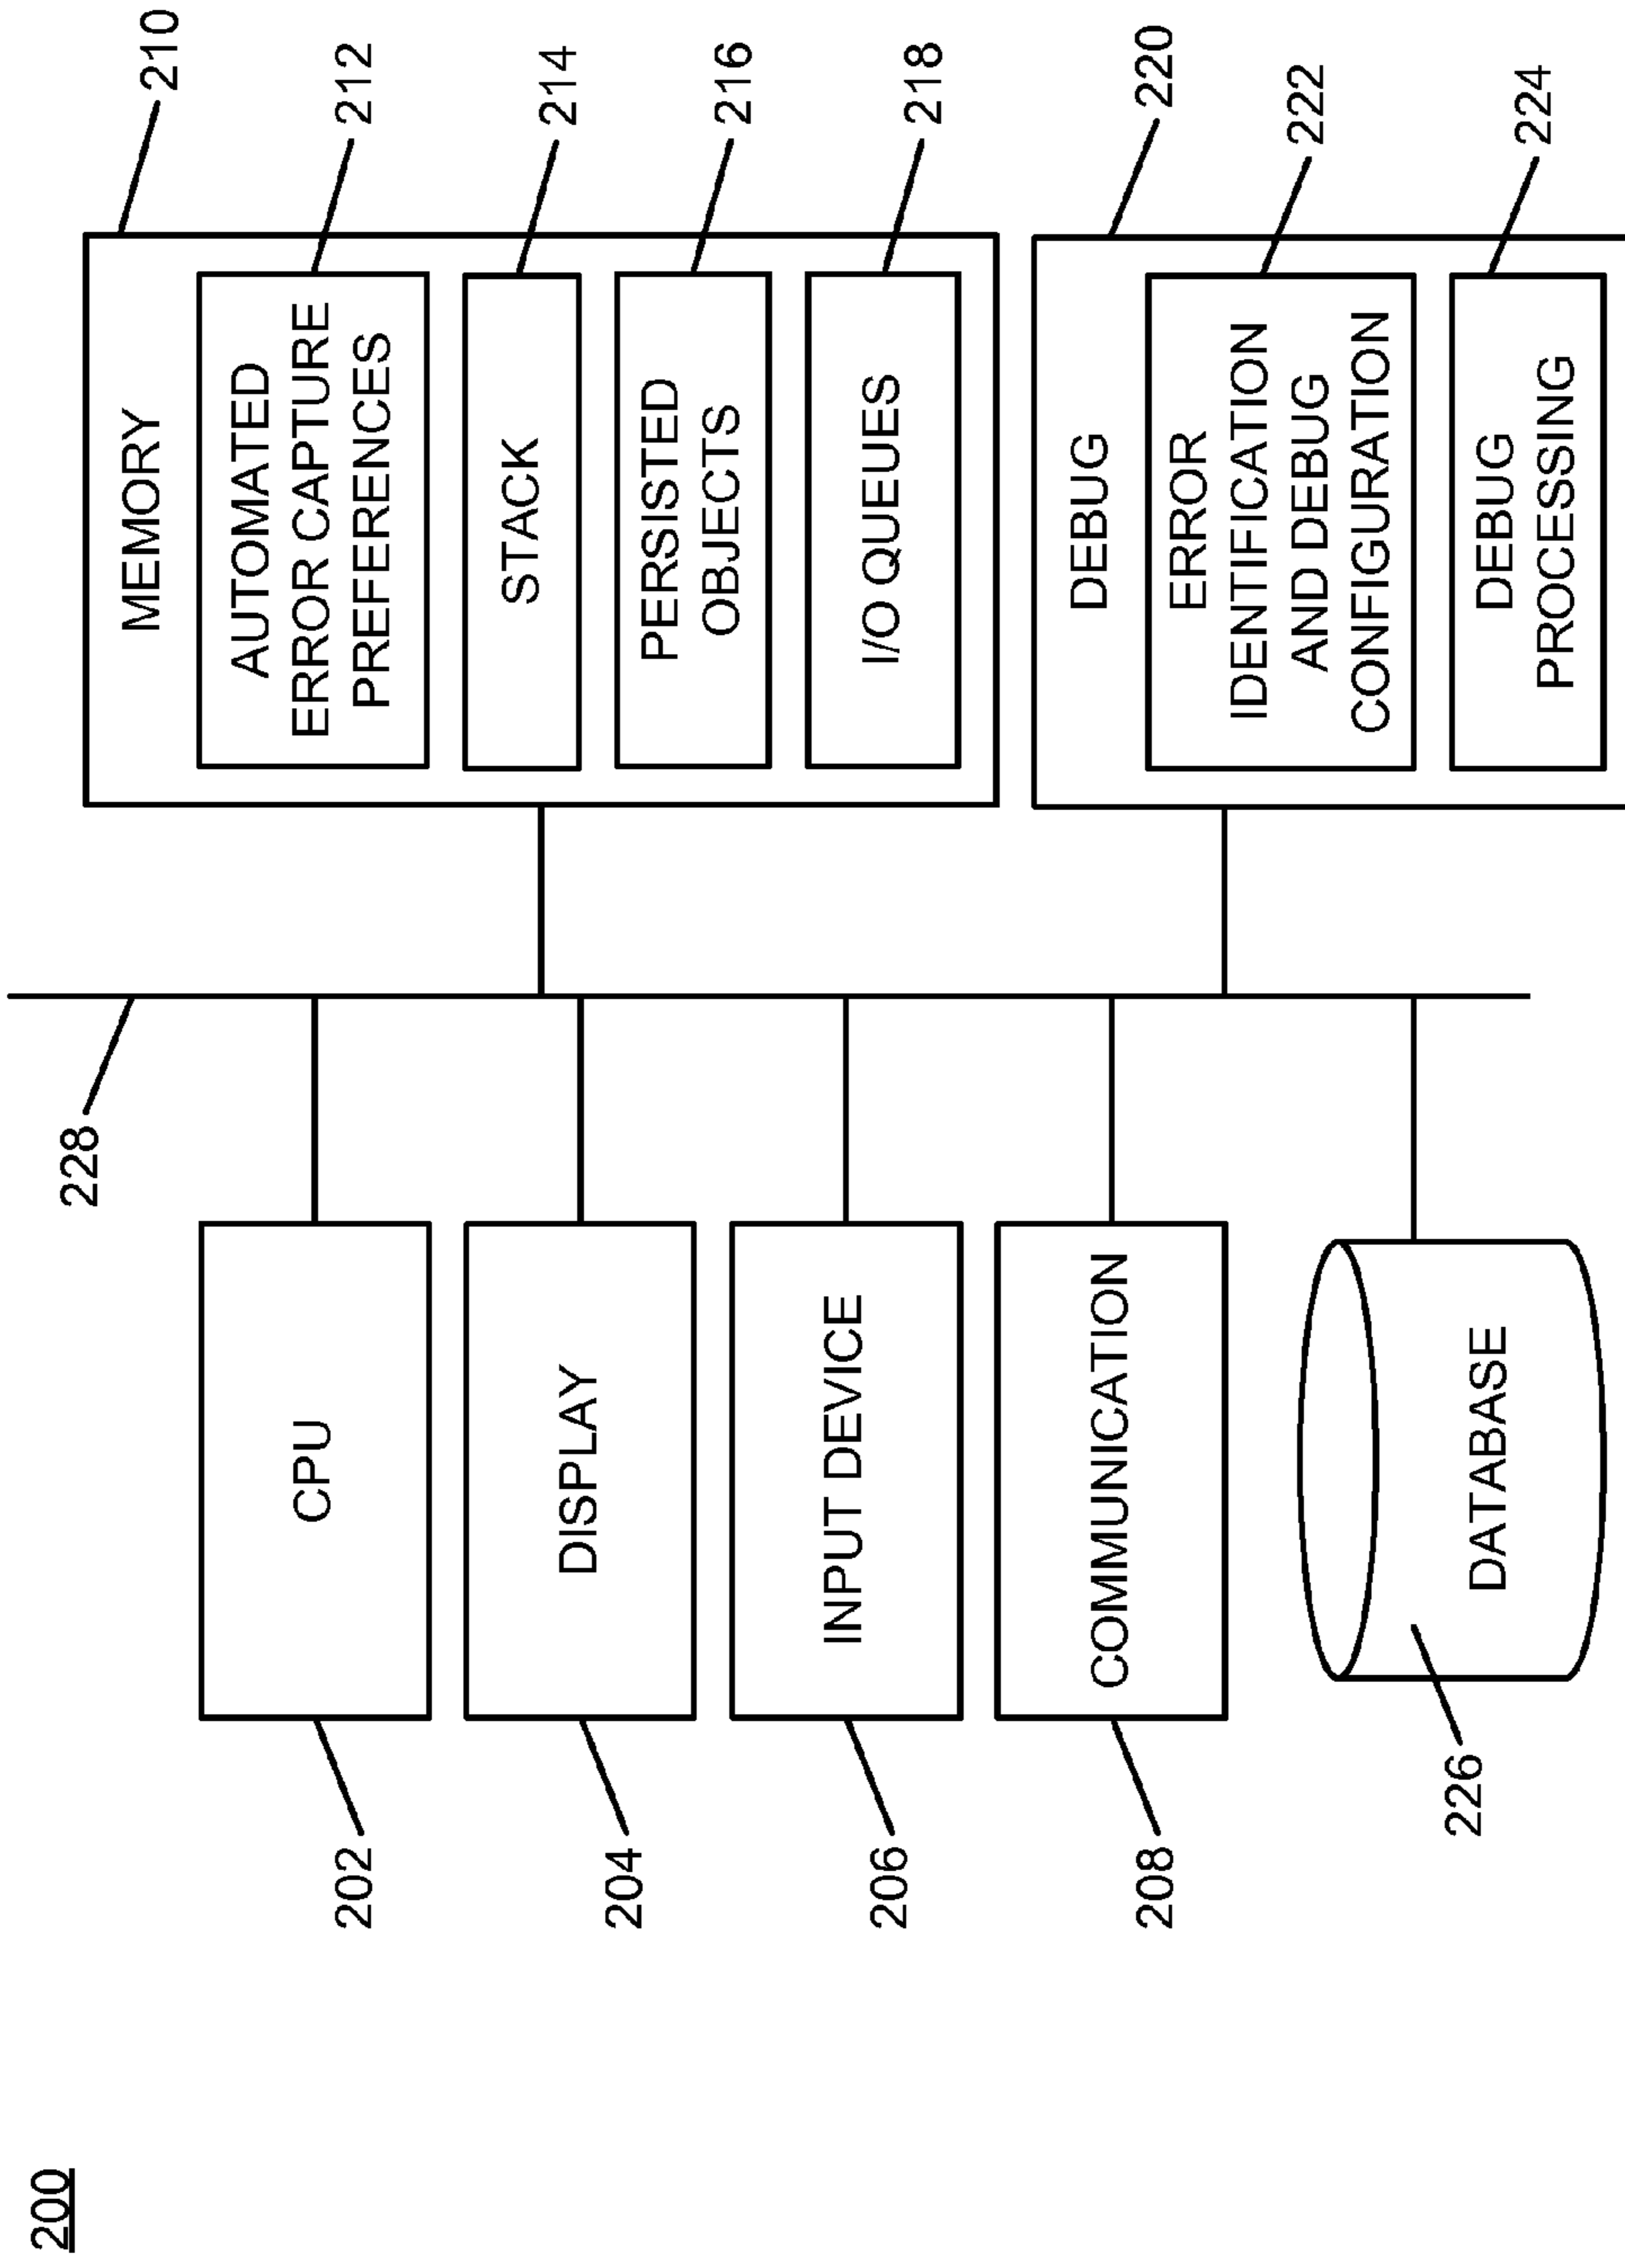 200
228
202
CPU
204
DISPLAY
206
INPUT DEVICE
208
COMMUNICATION
226
DATABASE
MEMORY
210
AUTOMATED
ERROR CAPTURE
PREFERENCES
212
STACK
214
PERSISTED
OBJECTS
216
I/O QUEUES
218
DEBUG
220
ERROR
IDENTIFICATION
AND DEBUG
CONFIGURATION
222
DEBUG
PROCESSING
224